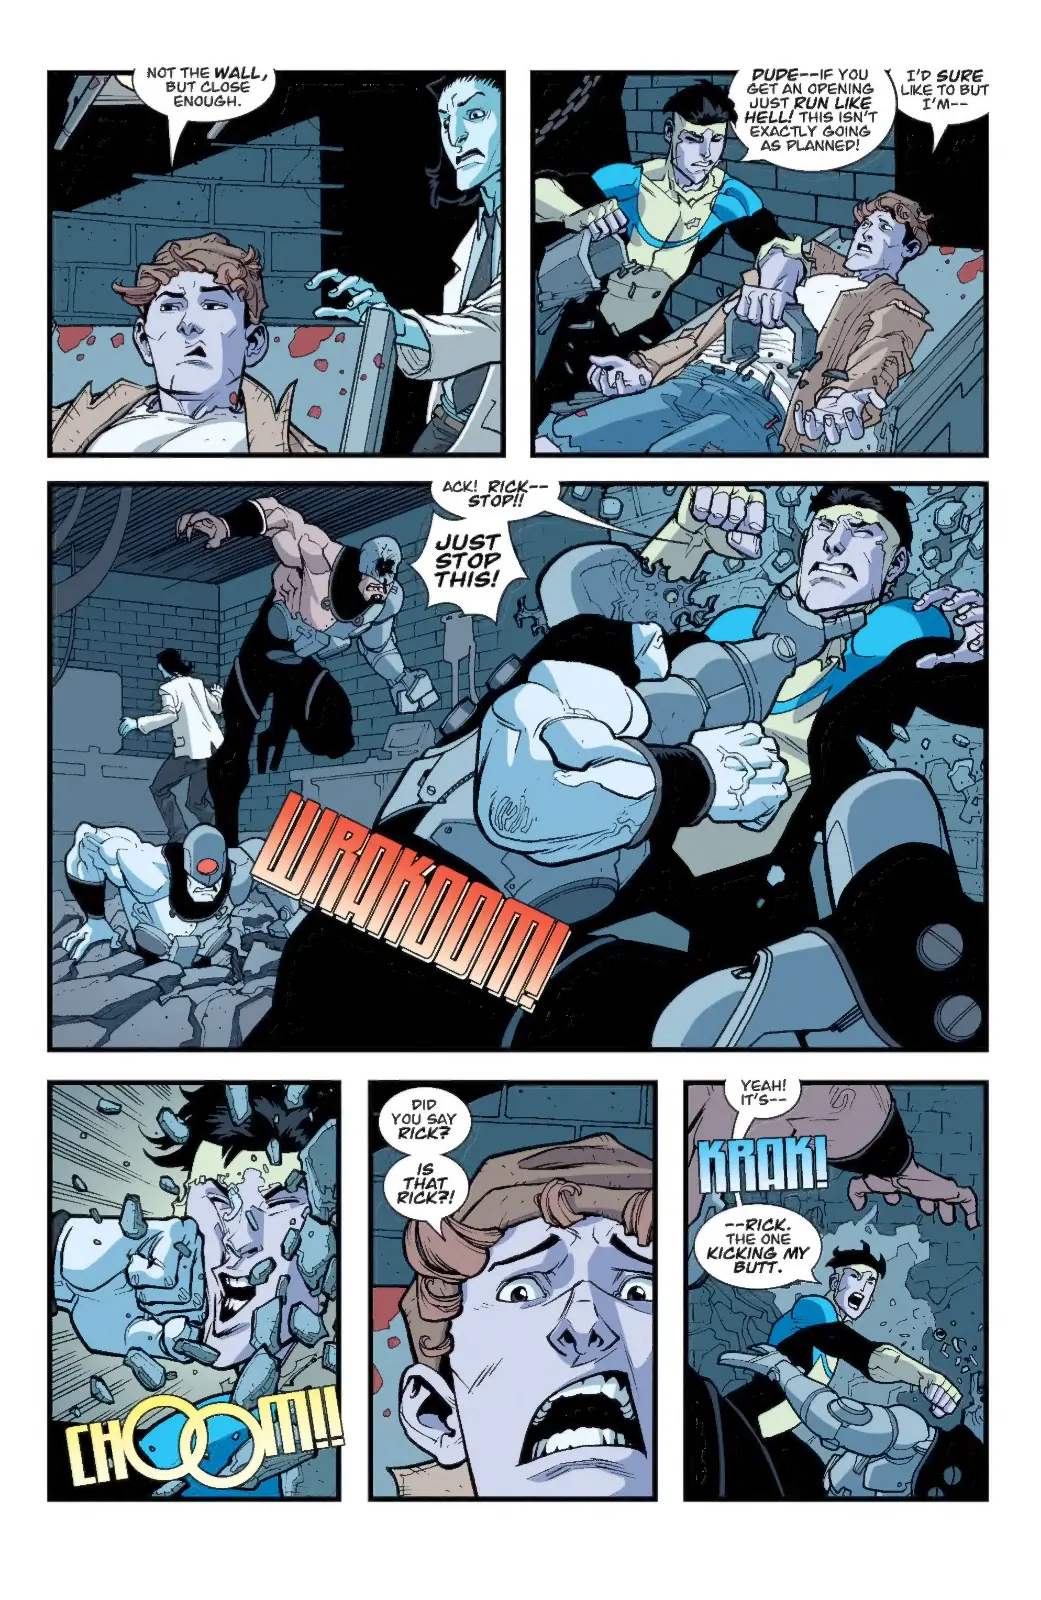 NOT THE WALL,
BUT CLOSE
ENOUGH.
DUDE--IF YOU
GET AN OPENING
JUST RUN LIKE
HELL! THIS ISN'T
EXACTLY GOING
AS PLANNED!
I'D SURE
LIKE TO BUT
I'M--
ACK! RICK--
STOP!!
JUST
STOP
THIS!
WRAKOOM!
CHOOOM!!
DID
YOU SAY
RICK?
IS
THAT
RICK?!
YEAH!
IT'S--
KRAK!
--RICK.
THE ONE
KICKING MY
BUTT.